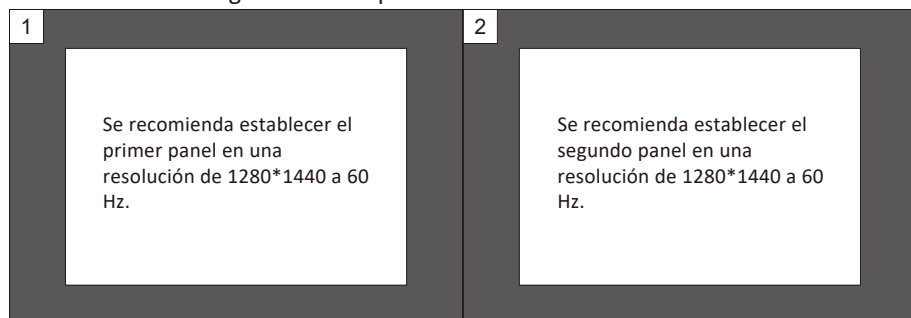 1
2
Se recomienda establecer el
primer panel en una
resolución de 1280*1440 a 60
Hz.
Se recomienda establecer el
segundo panel en una
resolución de 1280*1440 a 60
Hz.